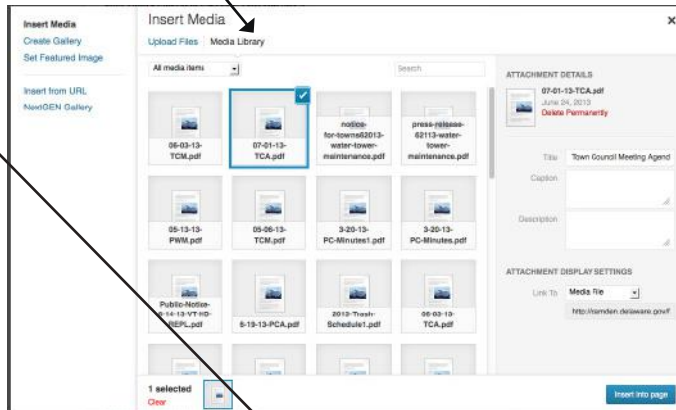 Insert Media
Create Gallery
Set Featured Image
Insert from URL
NextGEN Gallery
Insert Media
Upload Files
Media Library
All media items
Search
06-03-13-
TCM.pdf
07-01-13-
TCA.pdf
notice-
for-towns62013-
water-tower-
maintenance.pdf
press-release-
62113-water-
tower-
maintenance.pdf
05-13-13-
PWM.pdf
05-06-13-
TCM.pdf
3-20-13-
PC-Minutes1.pdf
3-20-13-
PC-Minutes.pdf
Public-Notice-
6-14-13-VT-HD-
REPL.pdf
6-19-13-PCA.pdf
2013-Trash-
Schedule1.pdf
06-03-13-
TCA.pdf
1 selected
Clear
ATTACHMENT DETAILS
07-01-13-TCA.pdf
June 24, 2013
Delete Permanently
Title
Town Council Meeting Agend
Caption
Description
ATTACHMENT DISPLAY SETTINGS
Link To
Media File
Insert into page